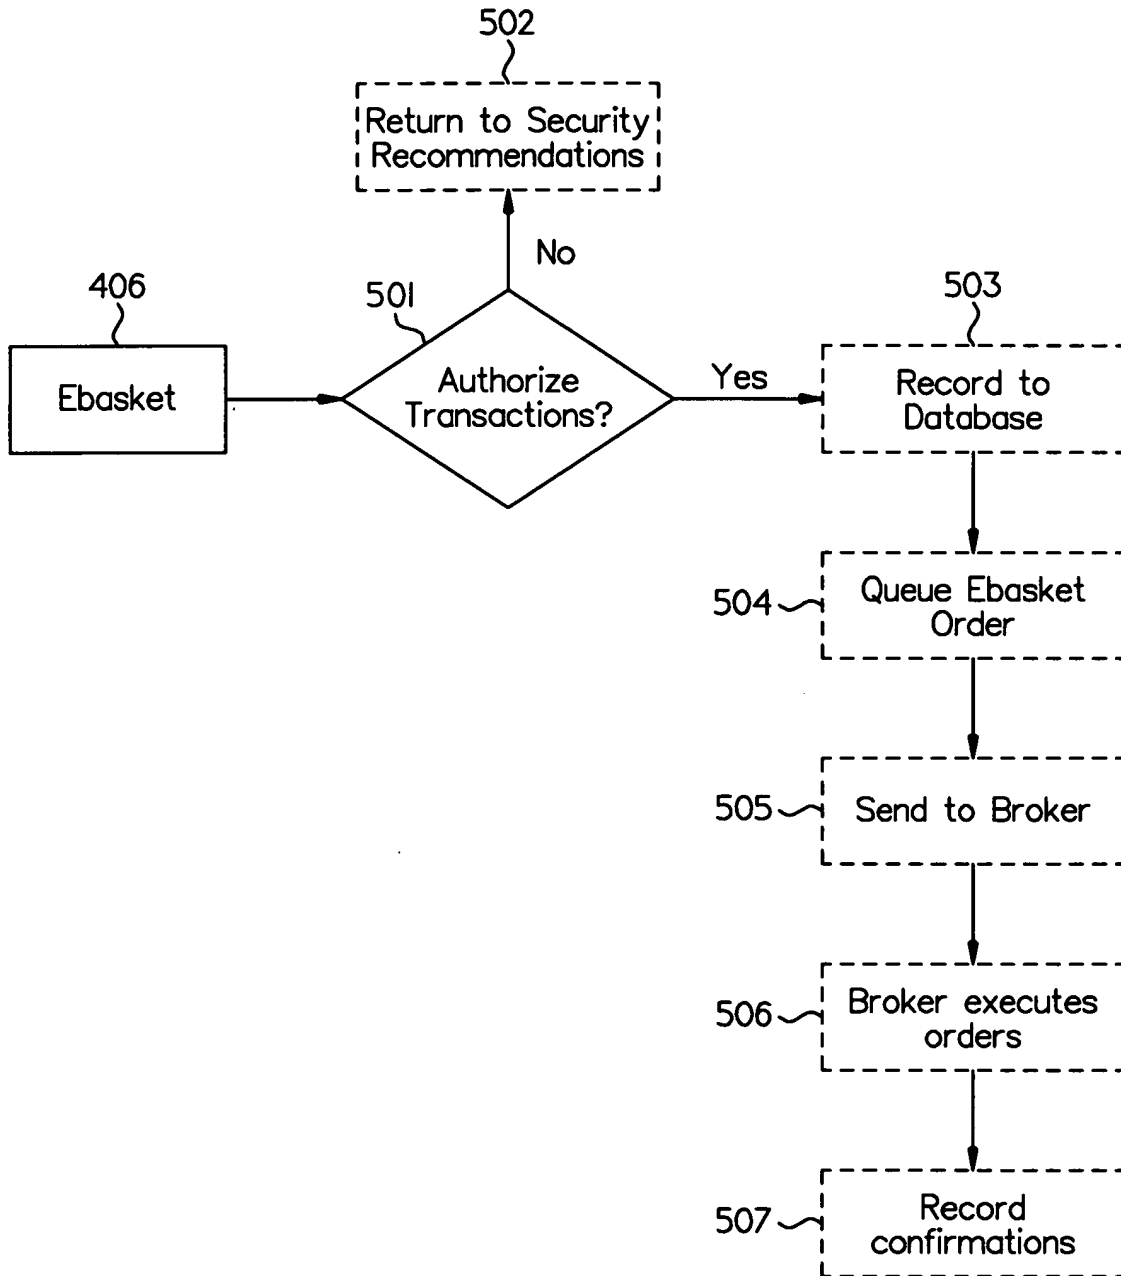 502
Return to Security
Recommendations
No
406
501
503
Ebasket
Authorize
Transactions?
Yes
Record to
Database
504
Queue Ebasket
Order
505
Send to Broker
506
Broker executes
orders
507
Record
confirmations